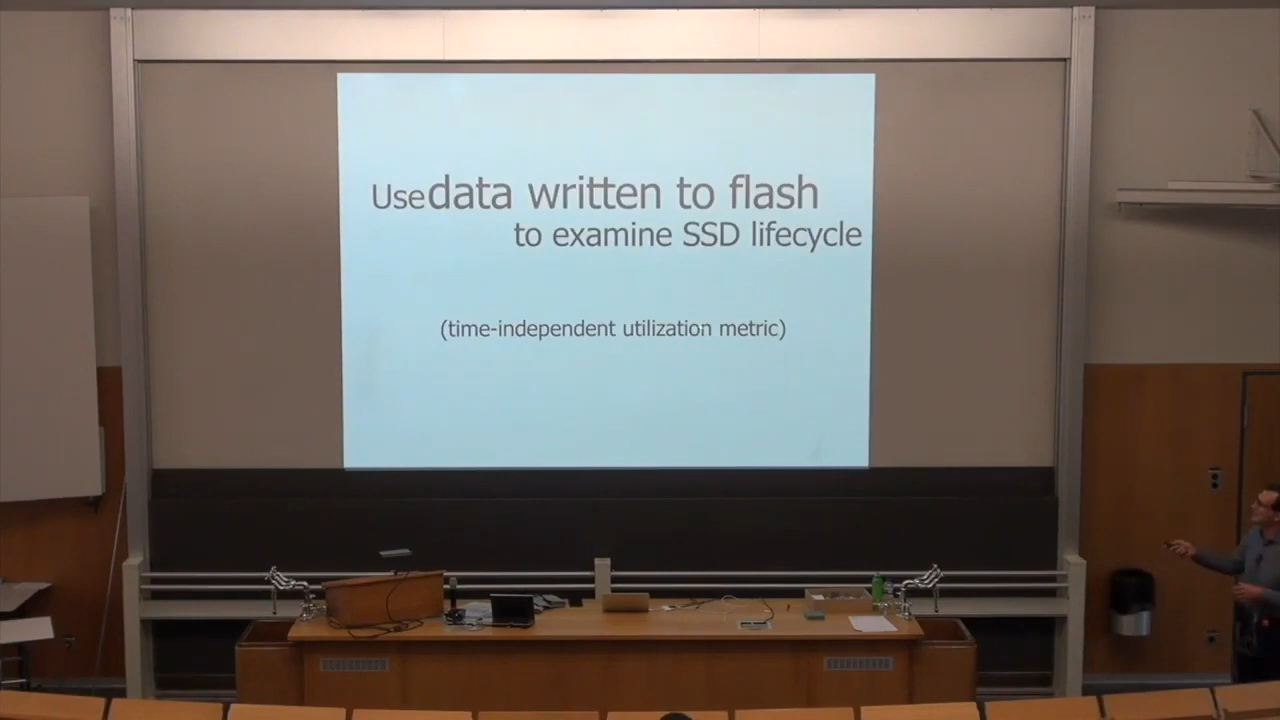 Use data written to flash
to examine SSD lifecycle
(time-independent utilization metric)